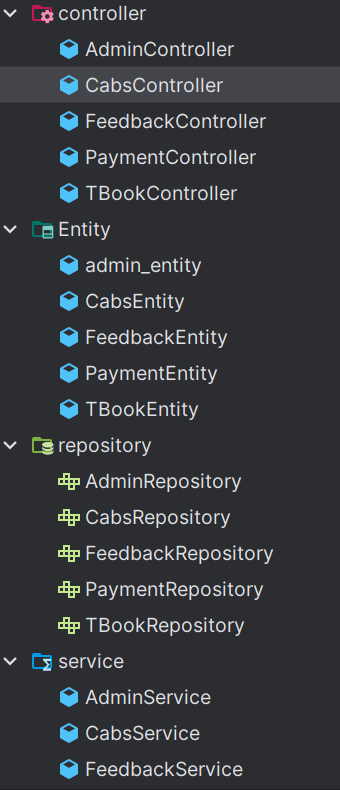 controller
AdminController
CabsController
FeedbackController
PaymentController
TBookController
Entity
admin_entity
CabsEntity
FeedbackEntity
PaymentEntity
TBookEntity
repository
AdminRepository
CabsRepository
FeedbackRepository
PaymentRepository
TBookRepository
service
AdminService
CabsService
FeedbackService